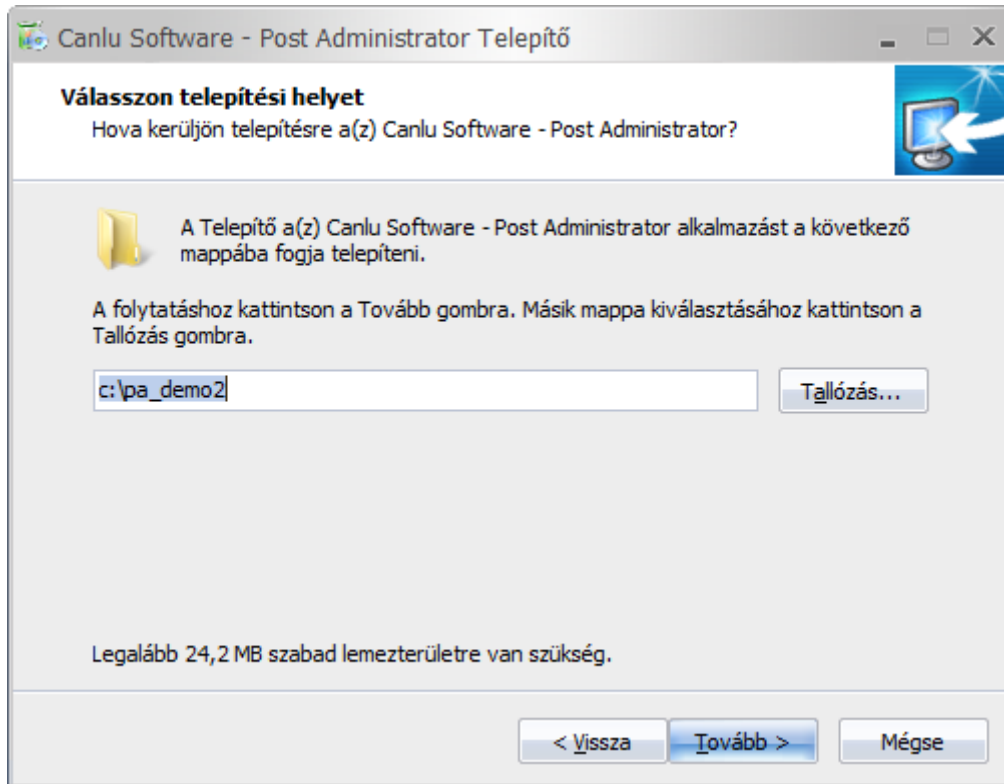 Canlu Software - Post Administrator Telepítő
Válasszon telepítési helyet
Hova kerüljön telepítésre a(z) Canlu Software - Post Administrator?
A Telepítő a(z) Canlu Software - Post Administrator alkalmazást a következő
mappába fogja telepíteni.
A folytatáshoz kattintson a Tovább gombra. Másik mappa kiválasztásához kattintson a
Tallózás gombra.
c:\pa_demo2
Tallózás...
Legalább 24,2 MB szabad lemezterületre van szükség.
< Vissza
Tovább >
Mégse